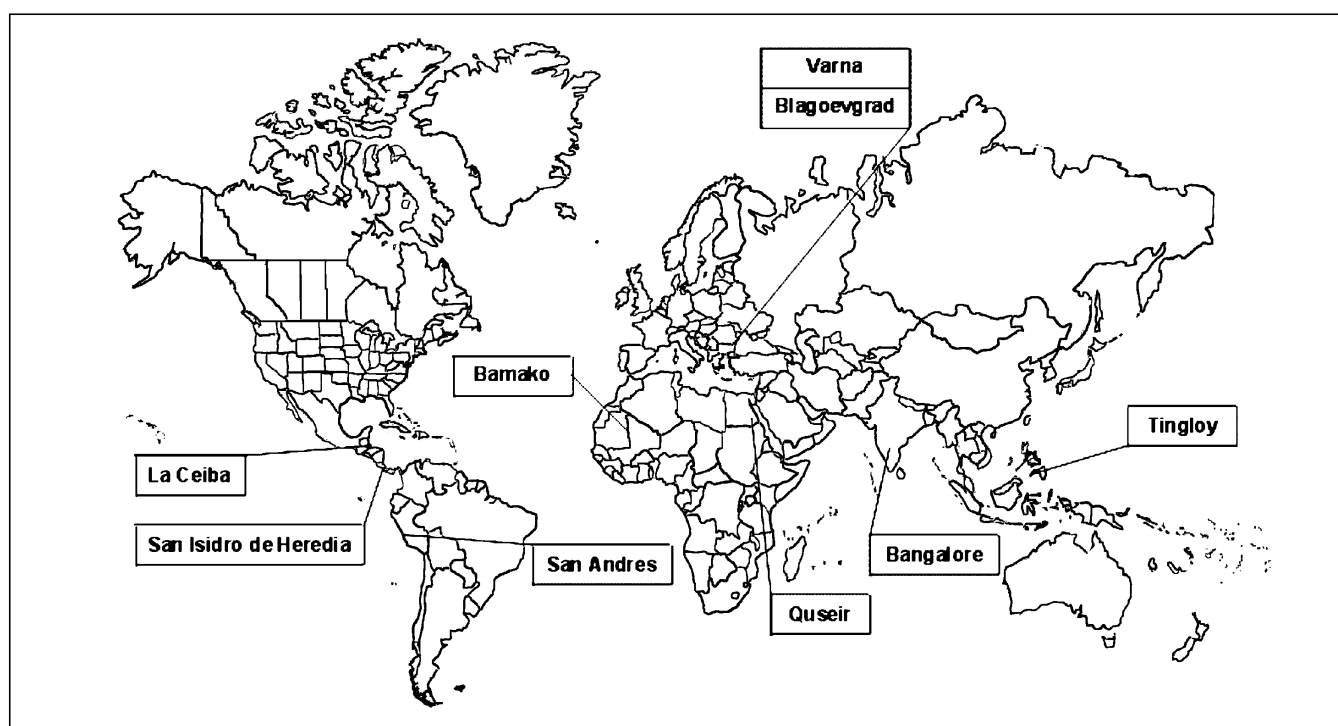 Varna
Blagoevgrad
Bamako
Tingloy
La Ceiba
San Isidro de Heredia
San Andres
Bangalore
Quseir